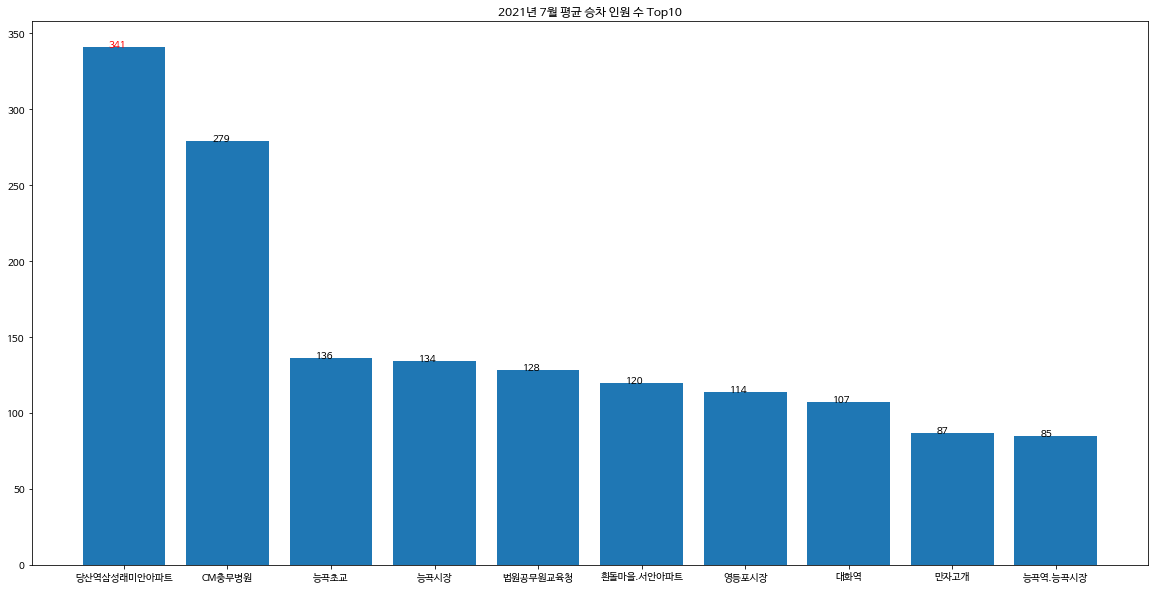 2021년 7월 평균 승차 인원 수 Top10
350
300
250
200
150
100
50
0
341
279
136
134
128
120
114
107
87
85
당산역삼성래미안아파트
CM충무병원
능곡초교
능곡시장
법원공무원교육청
흰돌마을.서안아파트
영등포시장
대화역
민자고개
능곡역.능곡시장